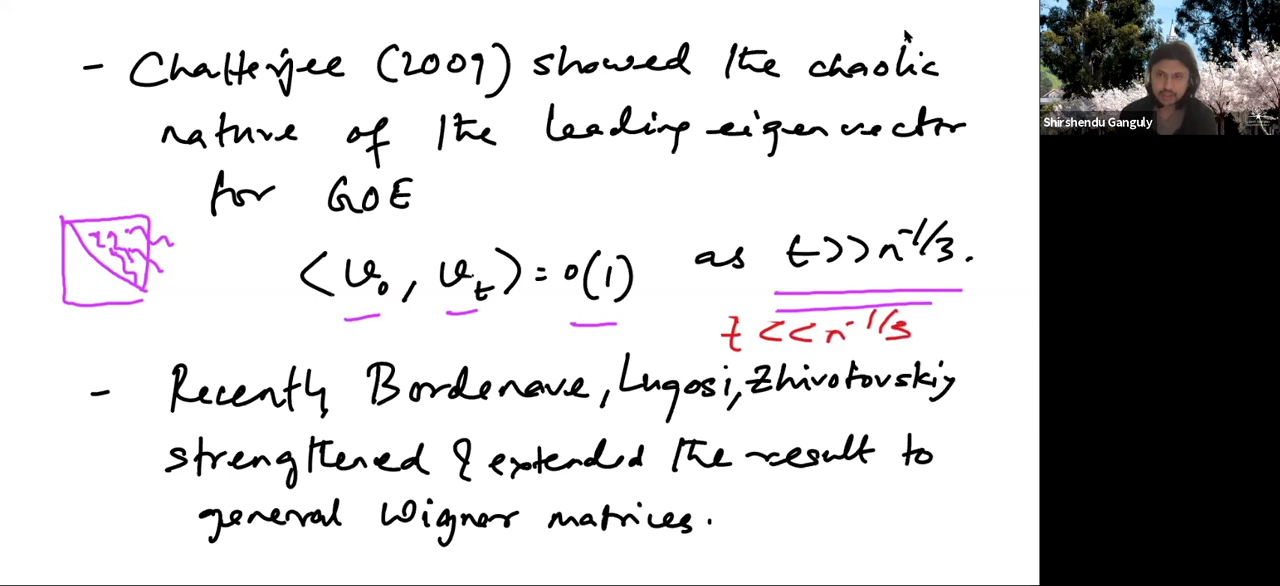 - Chatterjee (2009) showed the chaotic
nature of the leading eigenvector
for GOE
<v₀, v_t> = o(1) as t>>n^-1/3.
t<<n^-1/3
- Recently Bordenave, Lugosi, Zhivotovskiy
strengthened & extended the result to
general Wigner matrices.
Shirshendu Ganguly